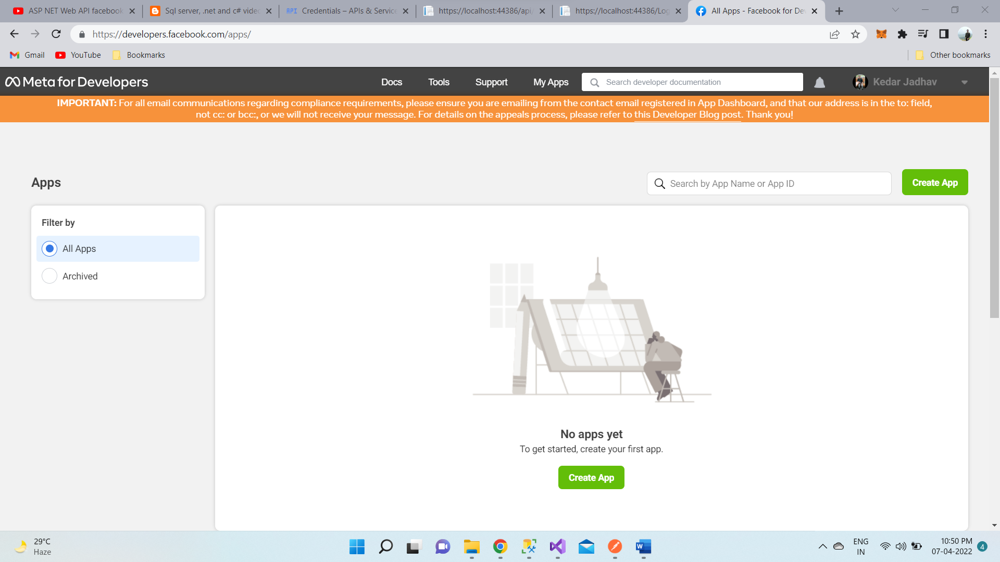 ASP NET Web API facebook
Sql server, .net and c# video
API Credentials – APIs & Service
https://localhost:44386/api/
https://localhost:44386/Log
All Apps - Facebook for De
https://developers.facebook.com/apps/
Gmail YouTube Bookmarks Other bookmarks
Meta for Developers Docs Tools Support My Apps Search developer documentation Kedar Jadhav
IMPORTANT: For all email communications regarding compliance requirements, please ensure you are emailing from the contact email registered in App Dashboard, and that our address is in the to: field,
not cc: or bcc:, or we will not receive your message. For details on the appeals process, please refer to this Developer Blog post. Thank you!
Apps Search by App Name or App ID Create App
Filter by
All Apps
Archived
No apps yet
To get started, create your first app.
Create App
29°C
Haze
W
ENG
IN
10:50 PM
07-04-2022
4